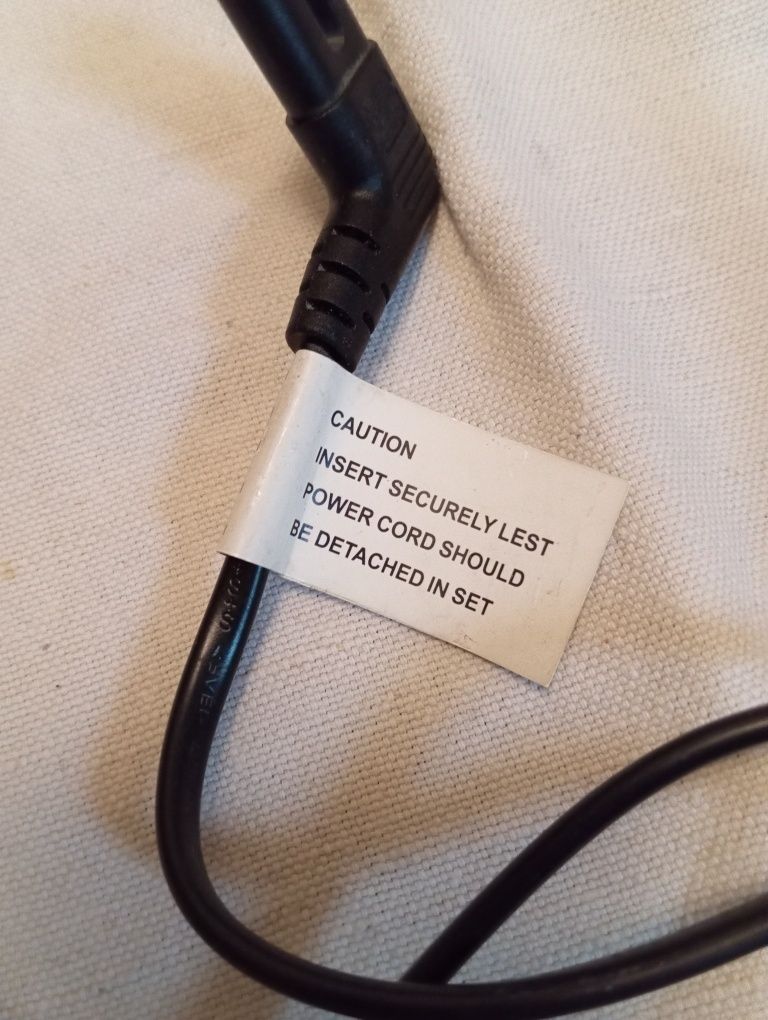 CAUTION
INSERT SECURELY LEST
POWER CORD SHOULD
BE DETACHED IN SET